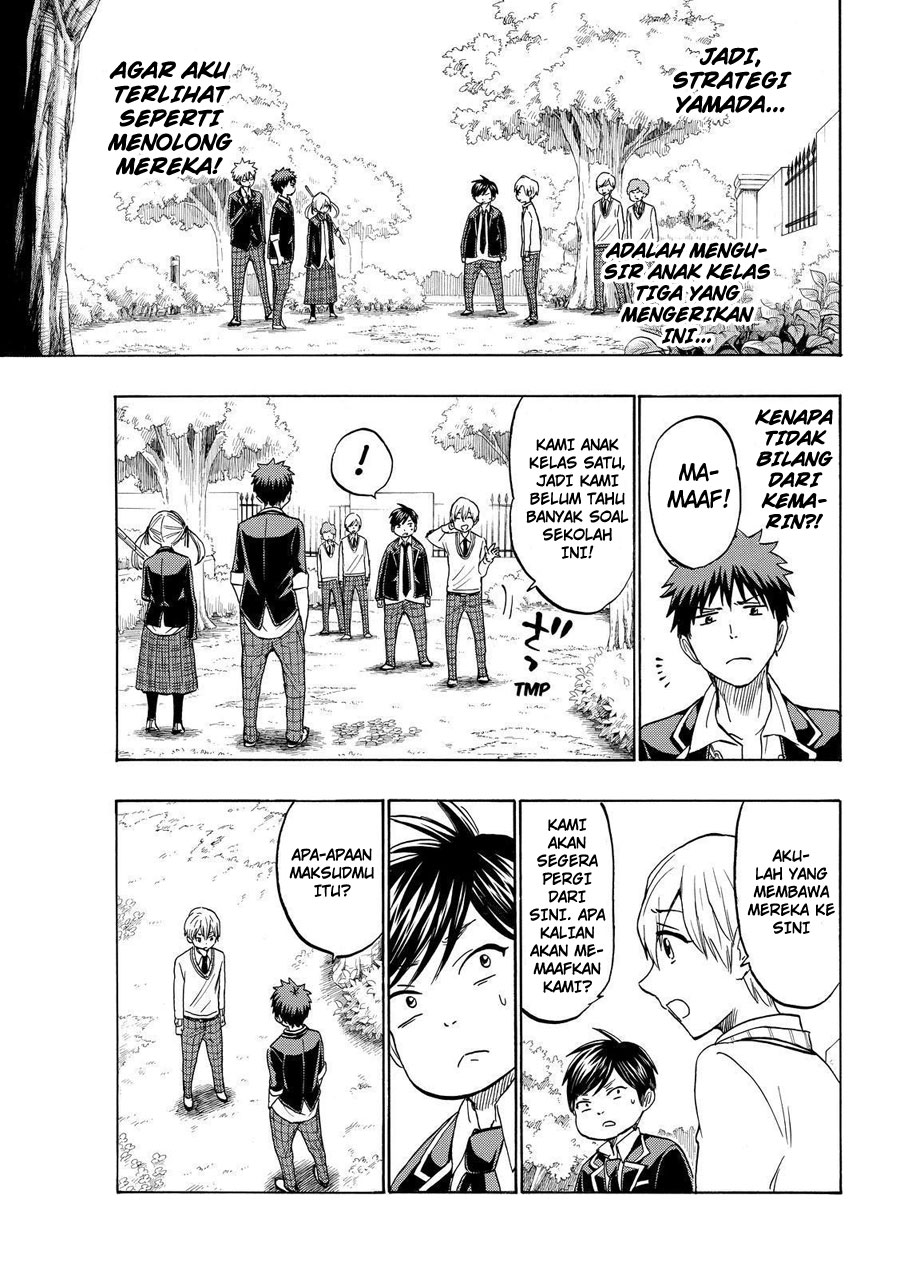 JADI,
STRATEGI
YAMADA...
ADALAH MENGU-
SIR ANAK KELAS
TIGA YANG
MENGERIKAN
INI...
AGAR AKU
TERLIHAT
SEPERTI
MENOLONG
MEREKA!
KENAPA
TIDAK
BILANG
DARI
KEMA-
RIN?!
MA-
MAAF!
KAMI ANAK
KELAS SATU,
JADI KAMI
BELUM TAHU
BANYAK SOAL
SEKOLAH
INI!
!
ざっ
TMP
AKU-
LAH YANG
MEMBAWA
MEREKA KE
SINI
KAMI
AKAN
SEGERA
PERGI
DARI
SINI. APA
KALIAN
AKAN ME-
MAAFKAN
KAMI?
APA-APAAN
MAKSUDMU
ITU?